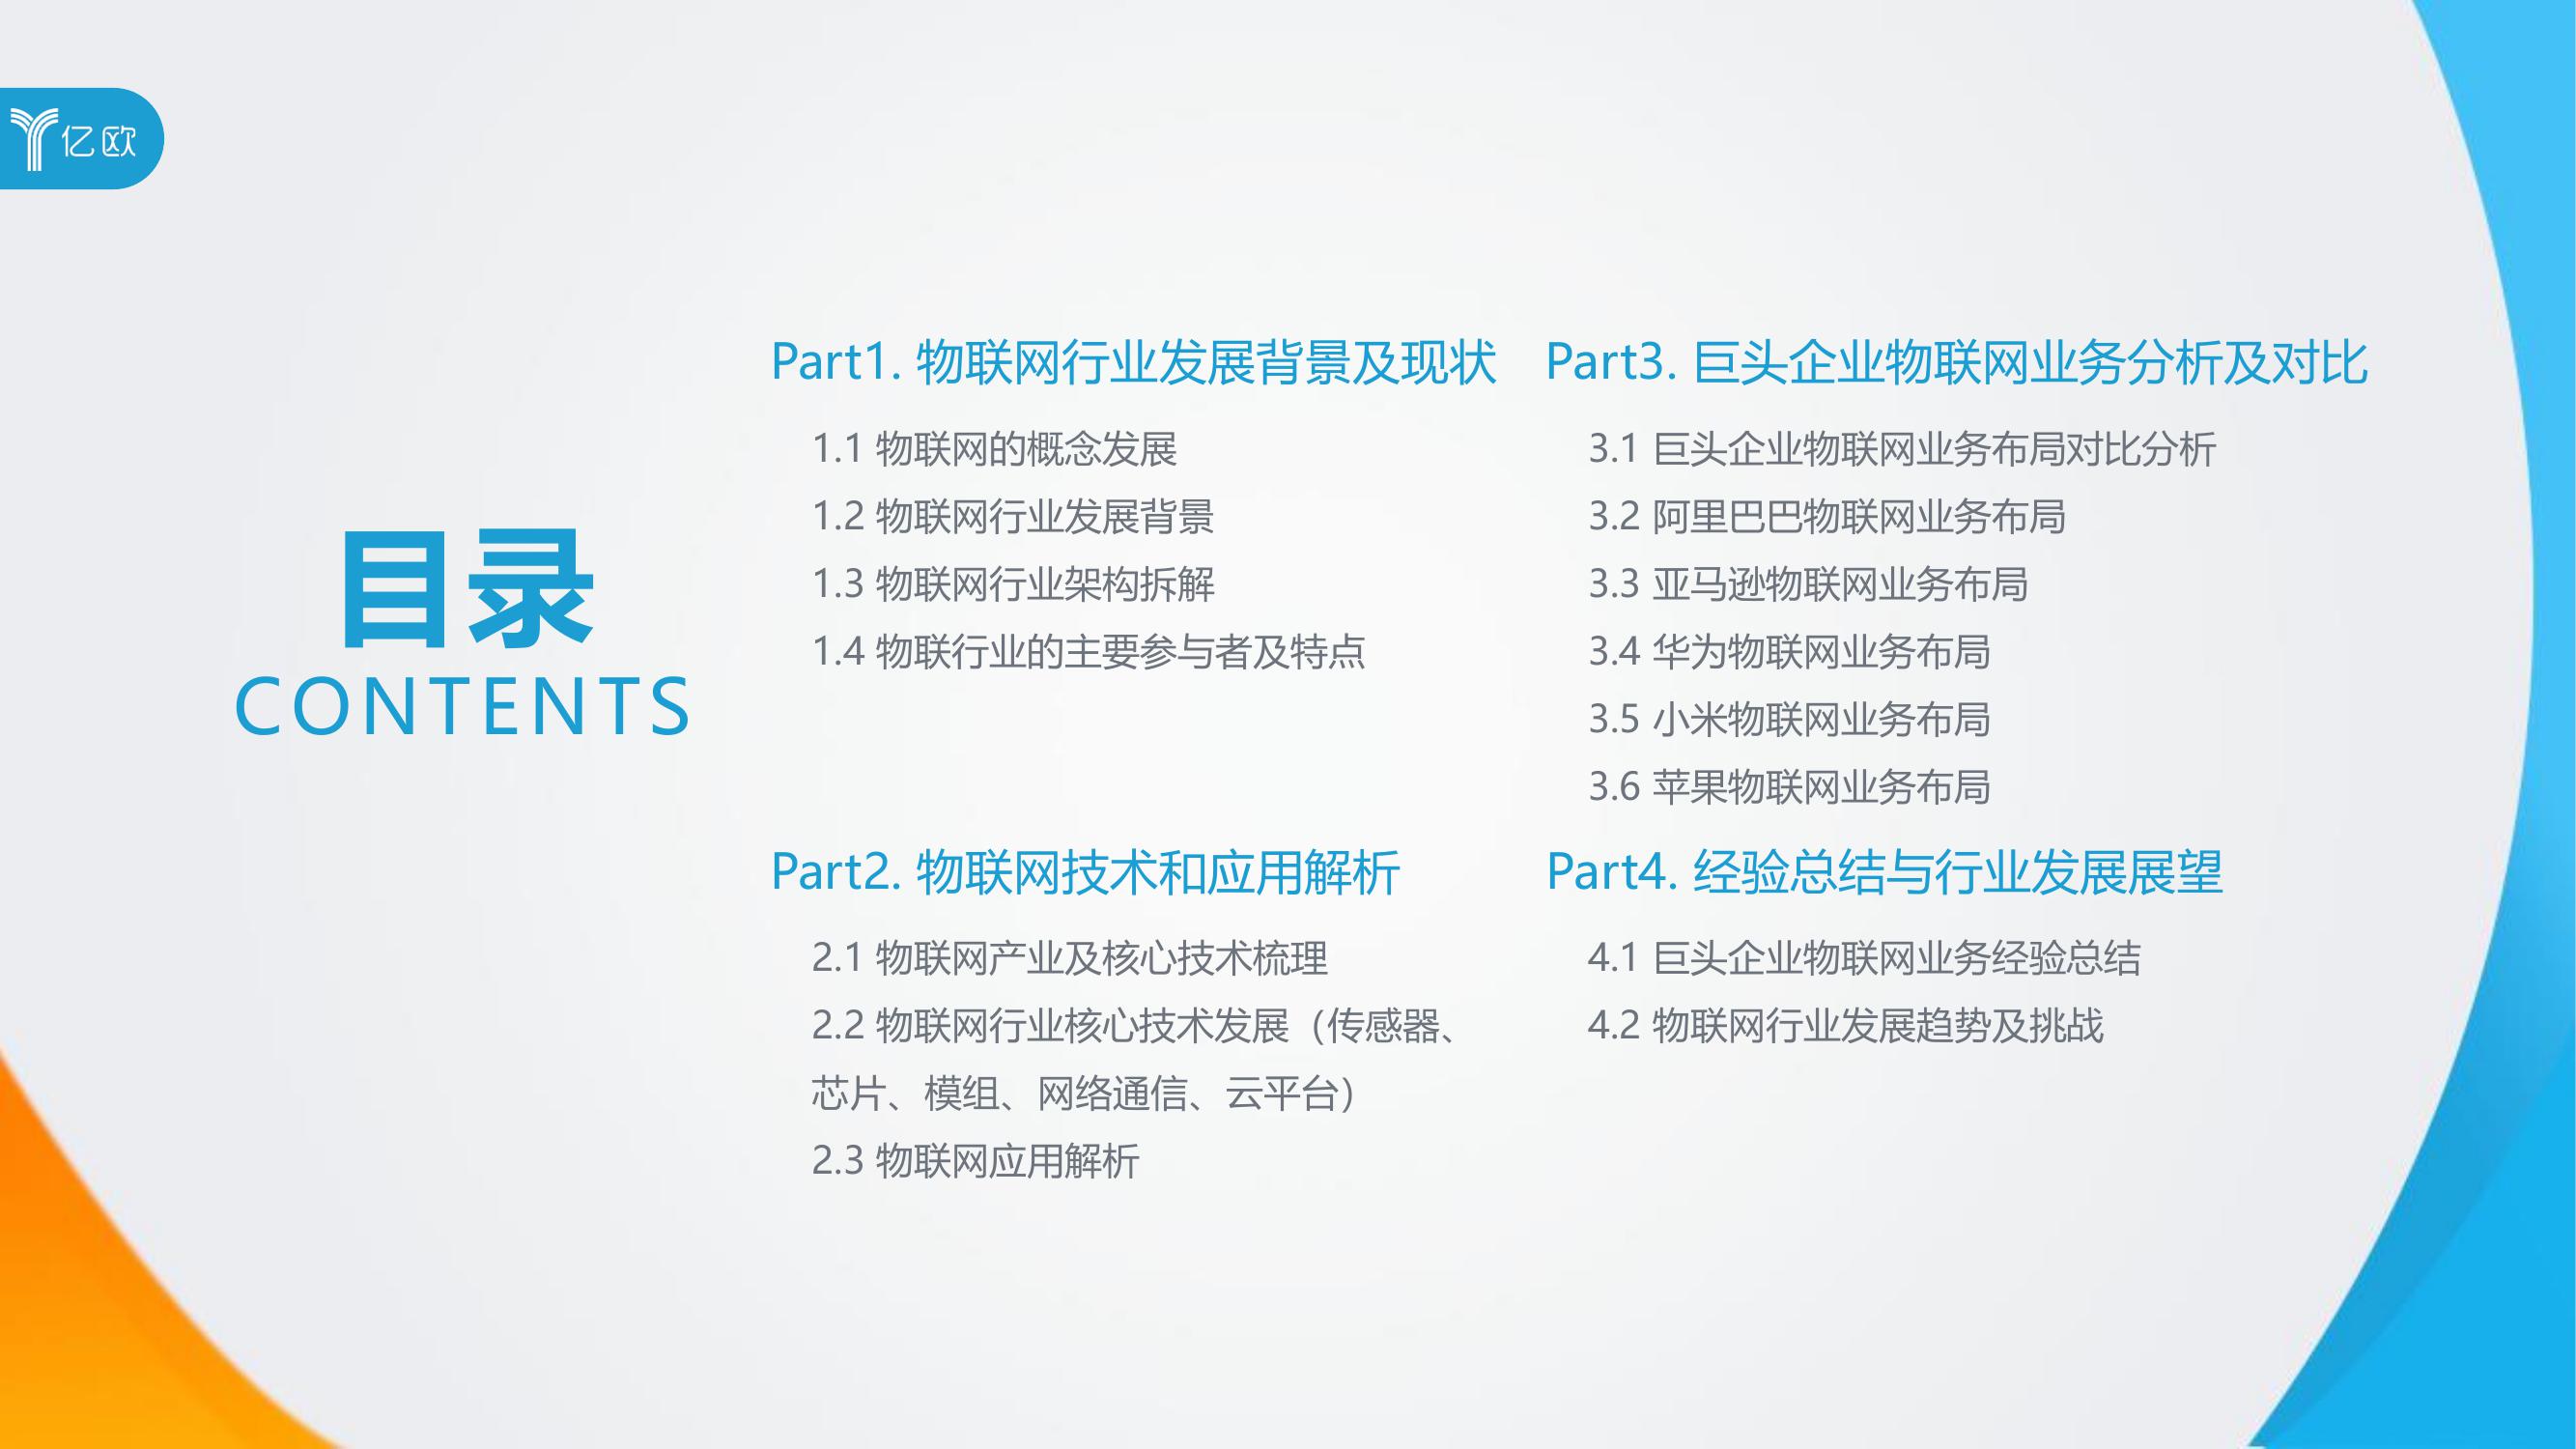 亿欧
目录
CONTENTS
Part1. 物联网行业发展背景及现状
1.1 物联网的概念发展
1.2 物联网行业发展背景
1.3 物联网行业架构拆解
1.4 物联行业的主要参与者及特点
Part2. 物联网技术和应用解析
2.1 物联网产业及核心技术梳理
2.2 物联网行业核心技术发展（传感器、
芯片、模组、网络通信、云平台）
2.3 物联网应用解析
Part3. 巨头企业物联网业务分析及对比
3.1 巨头企业物联网业务布局对比分析
3.2 阿里巴巴物联网业务布局
3.3 亚马逊物联网业务布局
3.4 华为物联网业务布局
3.5 小米物联网业务布局
3.6 苹果物联网业务布局
Part4. 经验总结与行业发展展望
4.1 巨头企业物联网业务经验总结
4.2 物联网行业发展趋势及挑战